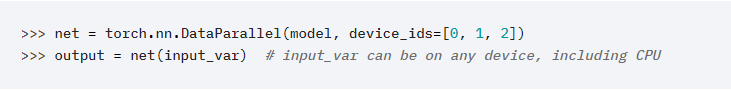 >>> net = torch.nn.DataParallel(model, device_ids=[0, 1, 2])
>>> output = net(input_var)  # input_var can be on any device, including CPU